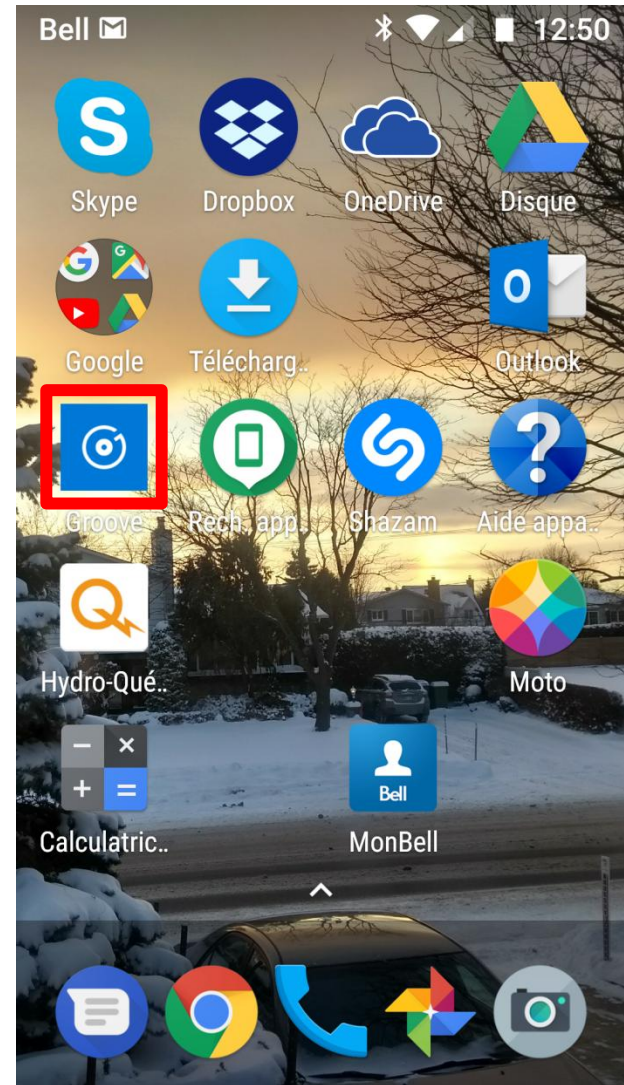 Bell 12:50
S
Skype Dropbox OneDrive Disque
G G
O
Google Télécharg.. Outlook
?
Groove Rech. app.. Shazam Aide appa..
Q
Hydro-Qué.. Moto
− ×
+ = Bell
Calculatric.. MonBell